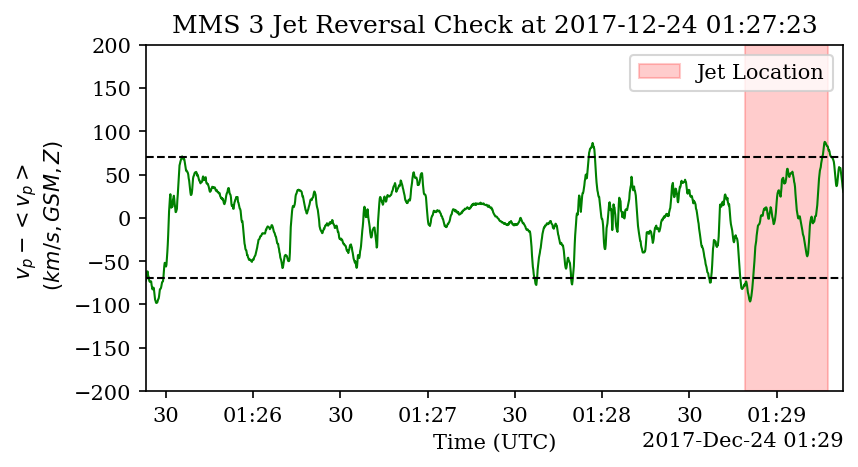 MMS 3 Jet Reversal Check at 2017-12-24 01:27:23
200
150
100
50
0
−50
−100
−150
−200
v_p − < v_p >
(km/s, GSM, Z)
Jet Location
30 01:26 30 01:27 30 01:28 30 01:29
Time (UTC)
2017-Dec-24 01:29